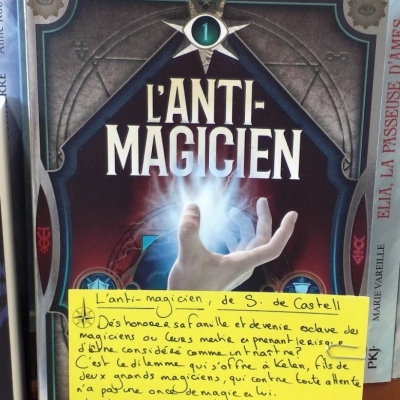 1
L'ANTI-
MAGICIEN
L'anti-magicien, de S. de Castell
Déshonorer sa famille et devenir esclave des
magiciens ou leurs maître en prenant le risque
d'être considéré comme un traître?
C'est le dilemme qui s'offre à Kelan, fils de
deux grands magiciens, qui contre toute attente
n'a pas une once de magie en lui.
MARIE VAREILLE
ELIA, LA PASSEUSE D'ÂMES
PKJ.